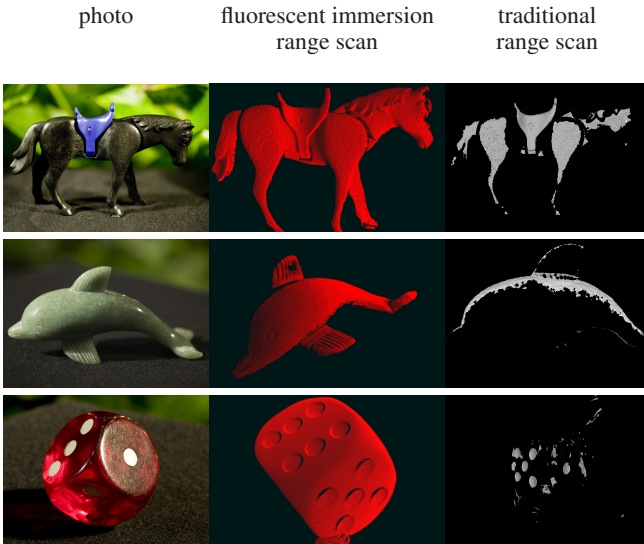 photo
fluorescent immersion
range scan
traditional
range scan